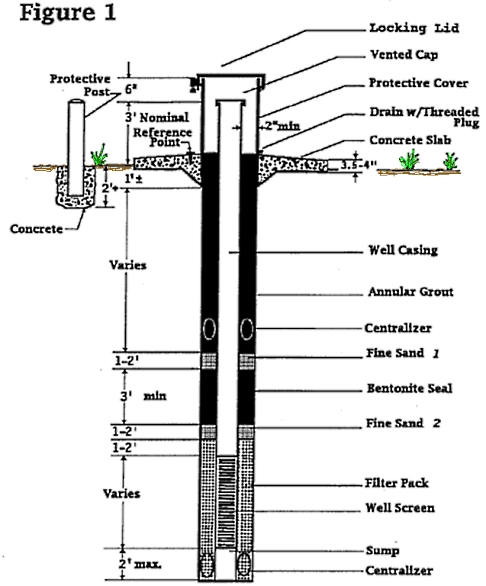 Figure 1
Locking Lid
Vented Cap
Protective
Post
6"
Protective Cover
3' Nominal
Reference
Point
2" min
Drain w/Threaded
Plug
Concrete Slab
3.5-4"
1' ±
2'+
Concrete
Well Casing
Varies
Annular Grout
Centralizer
Fine Sand 1
1-2'
Bentonite Seal
3' min
Fine Sand 2
1-2'
1-2'
Filter Pack
Varies
Well Screen
Sump
2' max.
Centralizer